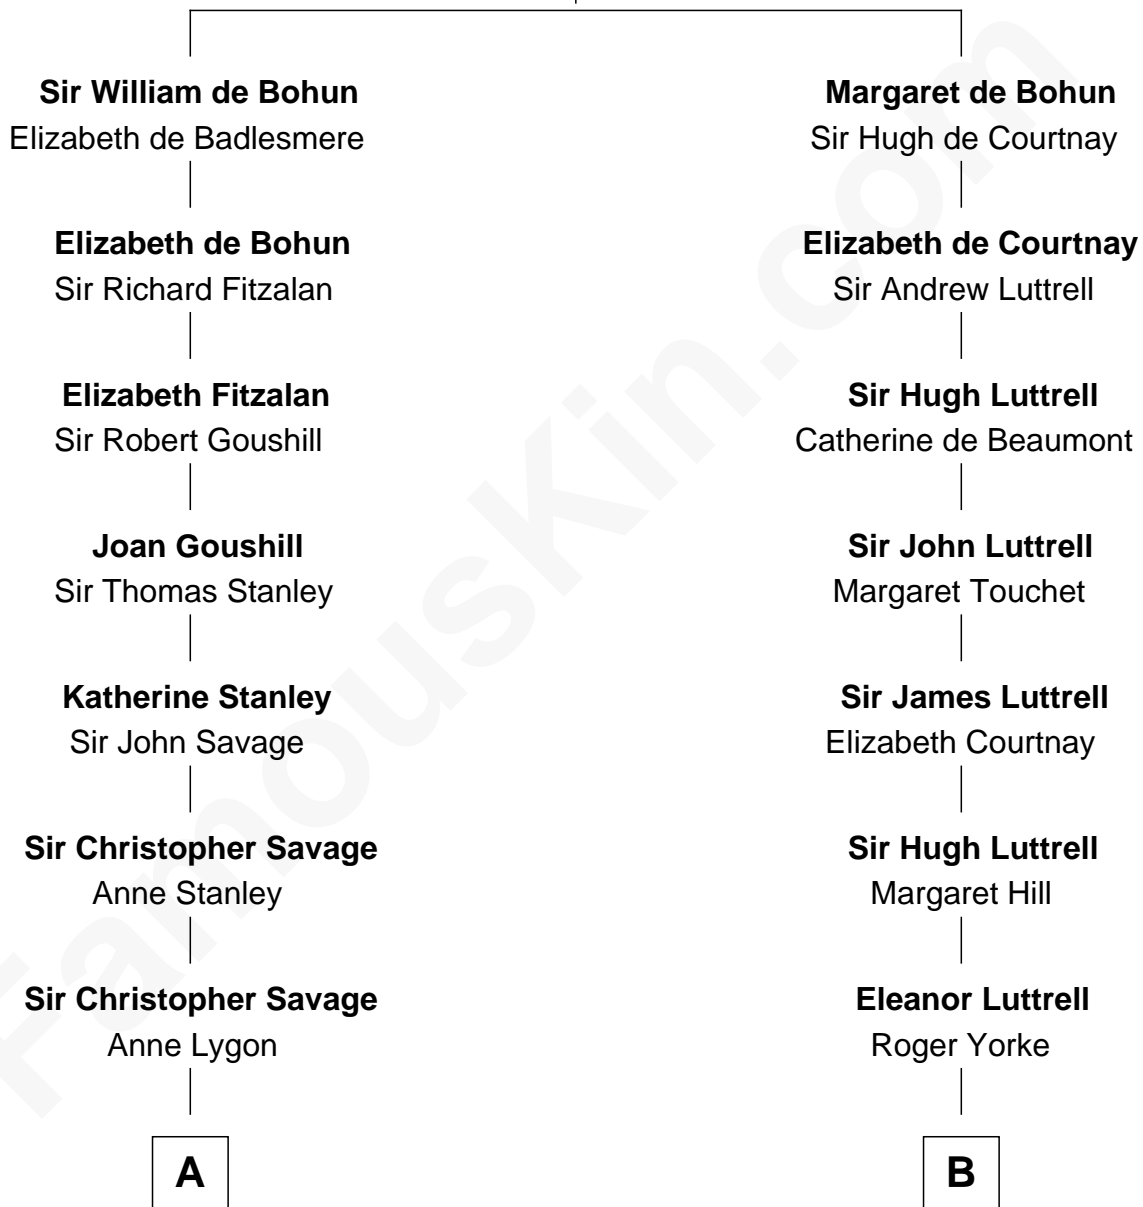 Sir William de Bohun
Elizabeth de Badlesmere
Elizabeth de Bohun
Sir Richard Fitzalan
Elizabeth Fitzalan
Sir Robert Goushill
Joan Goushill
Sir Thomas Stanley
Katherine Stanley
Sir John Savage
Sir Christopher Savage
Anne Stanley
Sir Christopher Savage
Anne Lygon
A
Margaret de Bohun
Sir Hugh de Courtnay
Elizabeth de Courtnay
Sir Andrew Luttrell
Sir Hugh Luttrell
Catherine de Beaumont
Sir John Luttrell
Margaret Touchet
Sir James Luttrell
Elizabeth Courtnay
Sir Hugh Luttrell
Margaret Hill
Eleanor Luttrell
Roger Yorke
B
FamousKin.com